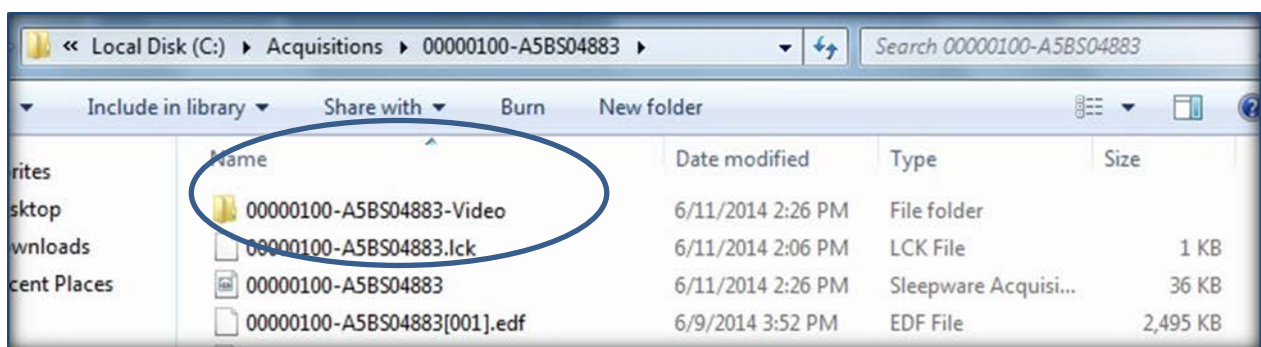 « Local Disk (C:) ▸ Acquisitions ▸ 00000100-A5BS04883 ▸ Search 00000100-A5BS04883
Include in library Share with Burn New folder
Name Date modified Type Size
rites
00000100-A5BS04883-Video 6/11/2014 2:26 PM File folder
sktop
00000100-A5BS04883.lck 6/11/2014 2:06 PM LCK File 1 KB
wnloads
00000100-A5BS04883 6/11/2014 2:26 PM Sleepware Acquisi... 36 KB
cent Places
00000100-A5BS04883[001].edf 6/9/2014 3:52 PM EDF File 2,495 KB